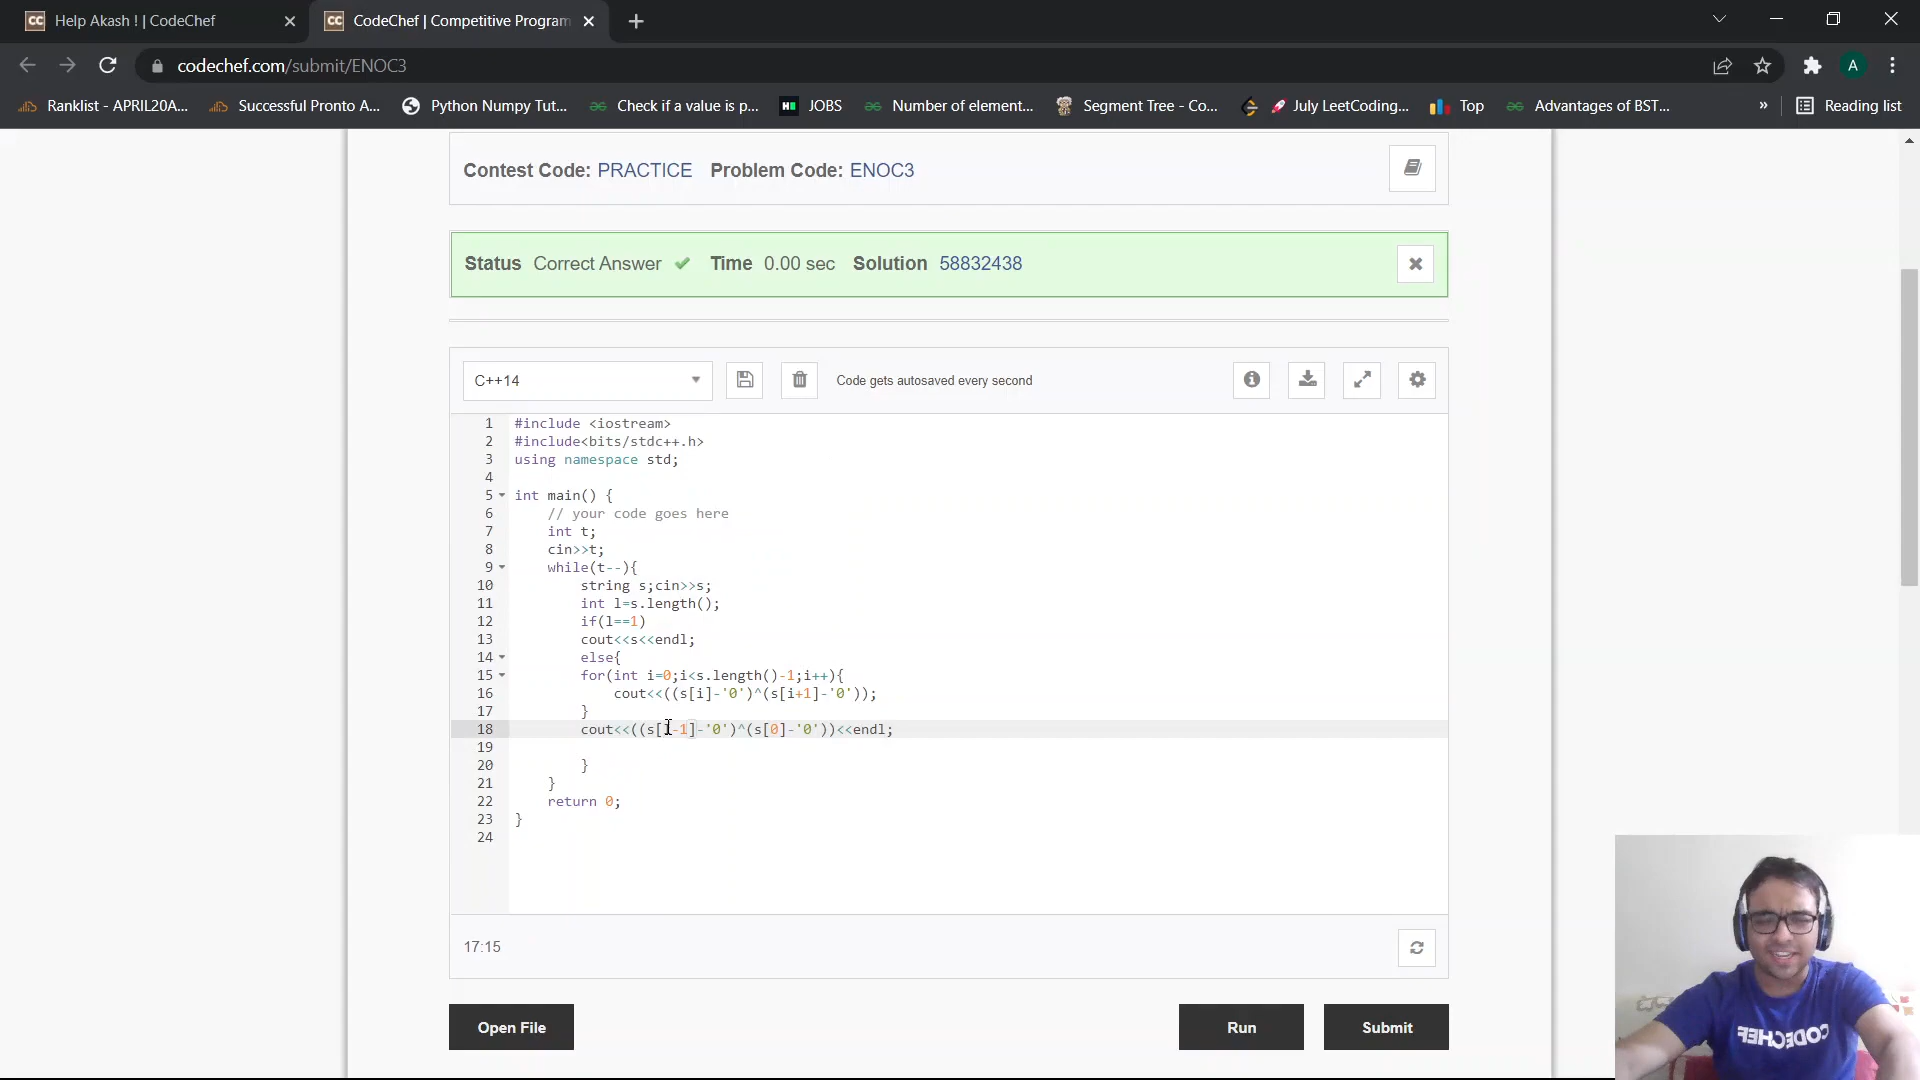 Help Akash ! | CodeChef
CodeChef | Competitive Program
codechef.com/submit/ENOC3
A
Ranklist - APRIL20A...
Successful Pronto A...
Python Numpy Tut...
Check if a value is p...
JOBS
Number of element...
Segment Tree - Co...
July LeetCoding...
Top
Advantages of BST...
»
Reading list
Contest Code: PRACTICE Problem Code: ENOC3
Status Correct Answer ✔ Time 0.00 sec Solution 58832438
C++14
Code gets autosaved every second
1 #include <iostream>
2 #include<bits/stdc++.h>
3 using namespace std;
4
5 int main() {
6 // your code goes here
7 int t;
8 cin>>t;
9 while(t--){
10 string s;cin>>s;
11 int l=s.length();
12 if(l==1)
13 cout<<s<<endl;
14 else{
15 for(int i=0;i<s.length()-1;i++){
16 cout<<((s[i]-'0')^(s[i+1]-'0'));
17 }
18 cout<<((s[l-1]-'0')^(s[0]-'0'))<<endl;
19
20 }
21 }
22 return 0;
23 }
24
17:15
Open File
Run
Submit
CODECHEF